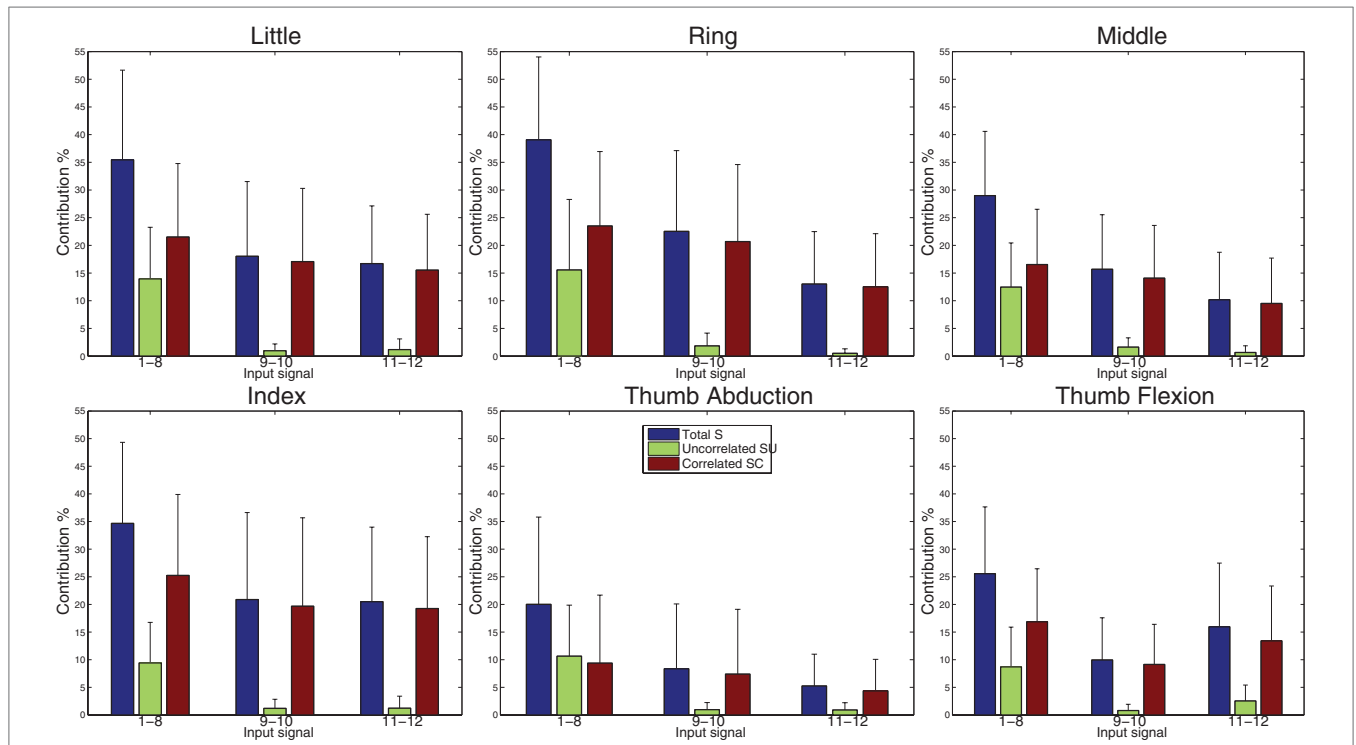 Little
55
50
45
40
35
30
25
20
15
10
5
0
Contribution %
1−8 9−10 11−12
Input signal
Ring
55
50
45
40
35
30
25
20
15
10
5
0
Contribution %
1−8 9−10 11−12
Input signal
Middle
55
50
45
40
35
30
25
20
15
10
5
0
Contribution %
1−8 9−10 11−12
Input signal
Index
55
50
45
40
35
30
25
20
15
10
5
0
Contribution %
1−8 9−10 11−12
Input signal
Thumb Abduction
55
50
45
40
35
30
25
20
15
10
5
0
Contribution %
Total S
Uncorrelated SU
Correlated SC
1−8 9−10 11−12
Input signal
Thumb Flexion
55
50
45
40
35
30
25
20
15
10
5
0
Contribution %
1−8 9−10 11−12
Input signal